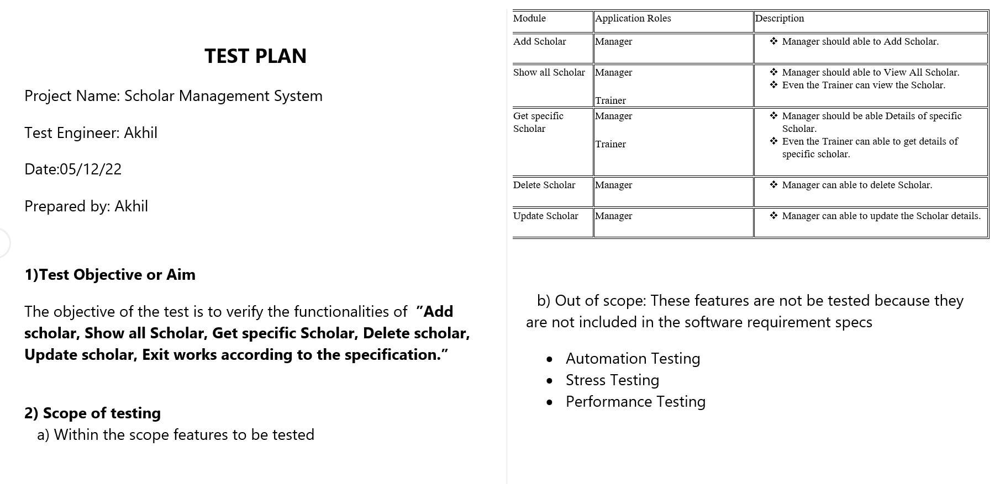 TEST PLAN
Project Name: Scholar Management System
Test Engineer: Akhil
Date:05/12/22
Prepared by: Akhil
1)Test Objective or Aim
The objective of the test is to verify the functionalities of ”Add
scholar, Show all Scholar, Get specific Scholar, Delete scholar,
Update scholar, Exit works according to the specification.”
2) Scope of testing
a) Within the scope features to be tested
Module Application Roles Description
Add Scholar Manager ❖ Manager should able to Add Scholar.
Show all Scholar Manager ❖ Manager should able to View All Scholar.
❖ Even the Trainer can view the Scholar.
Trainer
Get specific Manager ❖ Manager should be able Details of specific
Scholar Scholar.
Trainer ❖ Even the Trainer can able to get details of
specific scholar.
Delete Scholar Manager ❖ Manager can able to delete Scholar.
Update Scholar Manager ❖ Manager can able to update the Scholar details.
b) Out of scope: These features are not be tested because they
are not included in the software requirement specs
• Automation Testing
• Stress Testing
• Performance Testing